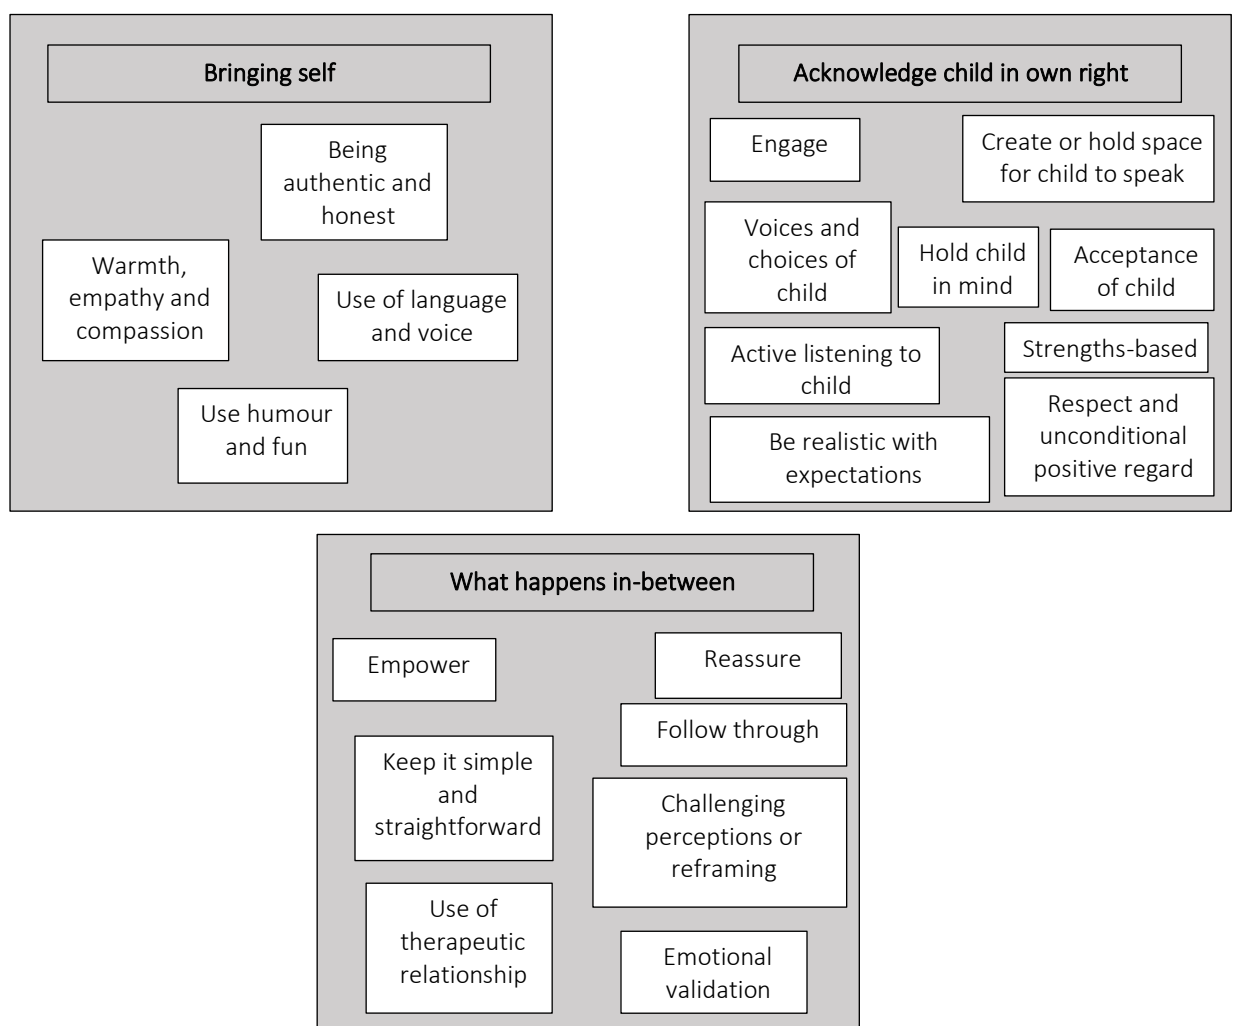 Bringing self
Being
authentic and
honest
Warmth,
empathy and
compassion
Use of language
and voice
Use humour
and fun
Acknowledge child in own right
Engage
Create or hold space
for child to speak
Voices and
choices of
child
Hold child
in mind
Acceptance
of child
Active listening to
child
Strengths-based
Be realistic with
expectations
Respect and
unconditional
positive regard
What happens in-between
Empower
Reassure
Follow through
Keep it simple
and
straightforward
Challenging
perceptions or
reframing
Use of
therapeutic
relationship
Emotional
validation